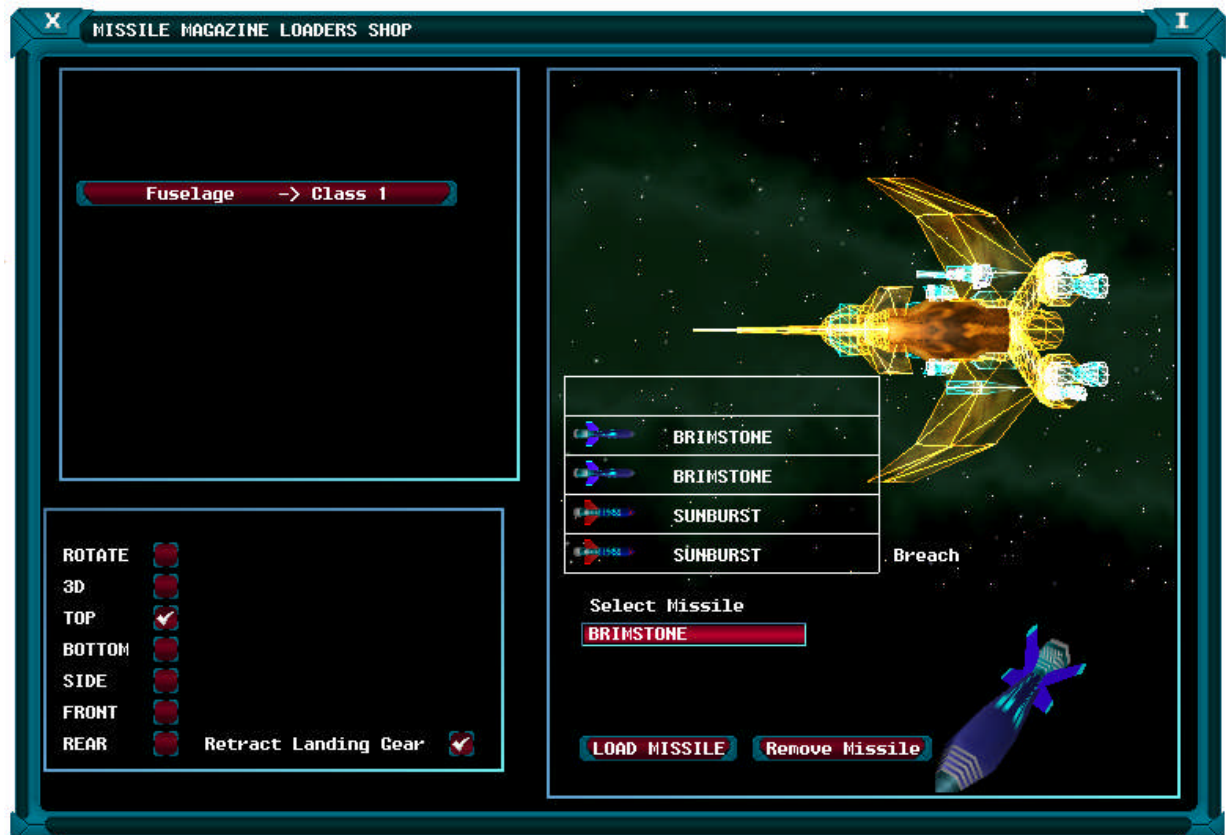 X
MISSILE MAGAZINE LOADERS SHOP
I
Fuselage -> Class 1
BRIMSTONE
BRIMSTONE
SUNBURST
SUNBURST
Breach
Select Missile
BRIMSTONE
LOAD MISSILE
Remove Missile
ROTATE
3D
TOP
BOTTOM
SIDE
FRONT
REAR
Retract Landing Gear